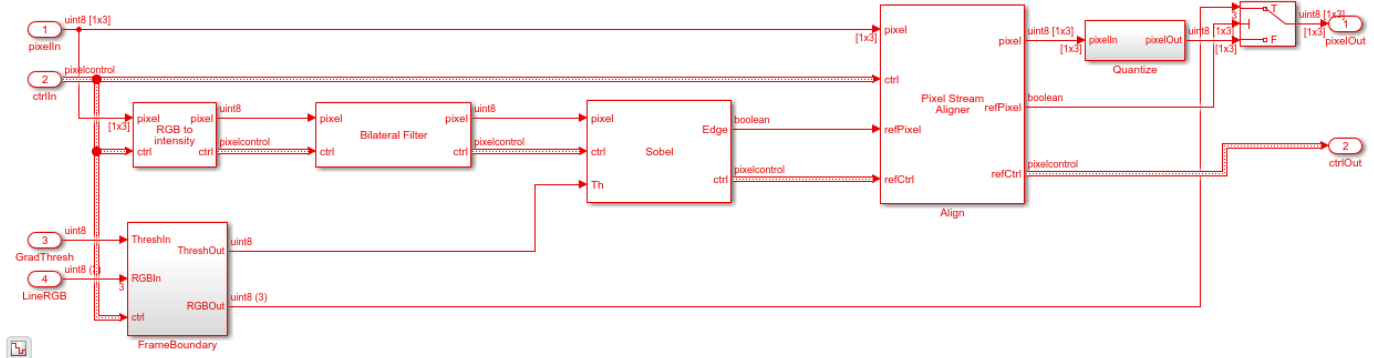 1
pixelIn
uint8 [1x3]
2
ctrlIn
pixelcontrol
pixel
[1x3]
ctrl
RGB to
intensity
pixel
ctrl
uint8
pixelcontrol
pixel
ctrl
Bilateral Filter
pixel
ctrl
uint8
pixelcontrol
pixel
ctrl
Th
Sobel
Edge
ctrl
boolean
pixelcontrol
pixel
[1x3]
ctrl
refPixel
refCtrl
Pixel Stream
Aligner
pixel
refPixel
refCtrl
Align
uint8 [1x3]
[1x3]
boolean
pixelcontrol
pixelIn
pixelOut
Quantize
uint8 [1x3]
[1x3]
3
T
F
uint8 [1x3]
[1x3]
1
pixelOut
2
ctrlOut
3
GradThresh
uint8
4
LineRGB
uint8 (3)
3
ThreshIn
RGBIn
ctrl
ThreshOut
RGBOut
FrameBoundary
uint8
uint8 (3)